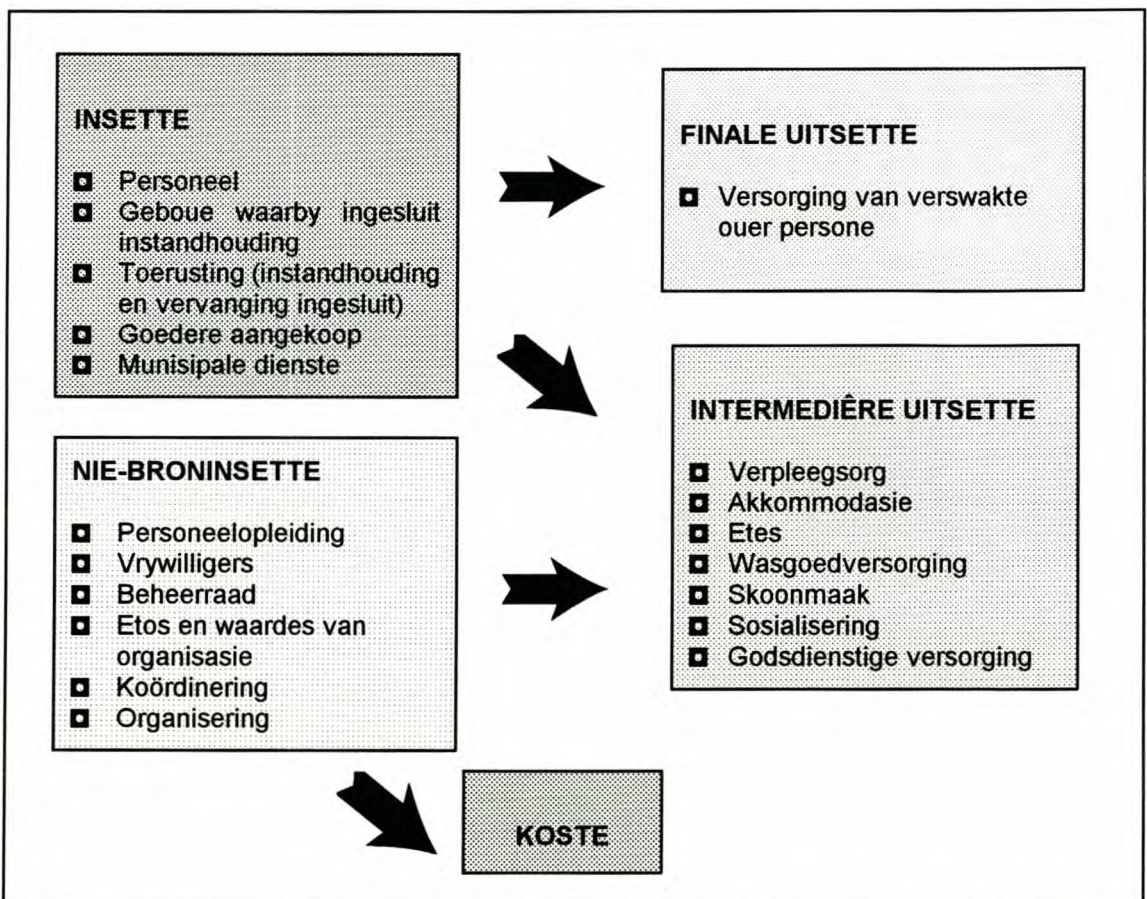 INSETTE
Personeel
Geboue waarby ingesluit
instandhouding
Toerusting (instandhouding
en vervanging ingesluit)
Goedere aangekoop
Munisipale dienste
FINALE UITSETTE
Versorging van verswakte
ouer persone
NIE-BRONINSETTE
Personeelopleiding
Vrywilligers
Beheerraad
Etos en waardes van
organisasie
Koördinering
Organisering
INTERMEDIÊRE UITSETTE
Verpleegsorg
Akkommodasie
Etes
Wasgoedversorging
Skoonmaak
Sosialisering
Godsdienstige versorging
KOSTE